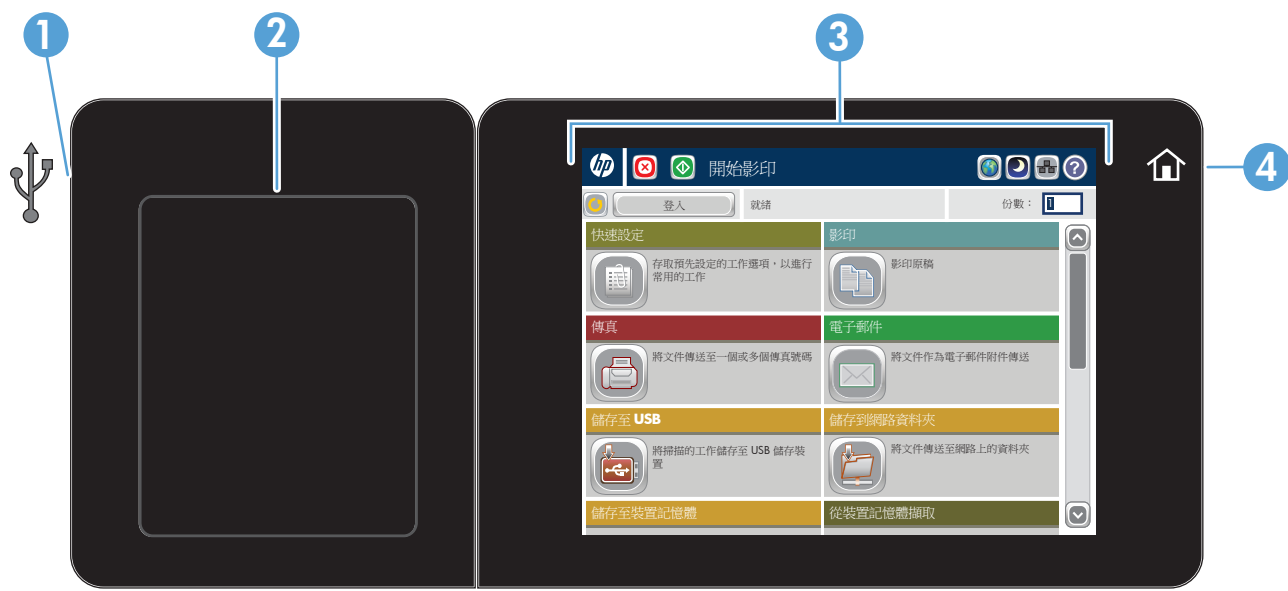 1
2
3
4
hp
開始影印
?
登入
就緒
份數：
1
快速設定
影印
存取預先設定的工作選項，以進行
常用的工作
影印原稿
傳真
電子郵件
將文件傳送至一個或多個傳真號碼
將文件作為電子郵件附件傳送
儲存至 USB
儲存到網路資料夾
將掃描的工作儲存至 USB 儲存裝
置
將文件傳送至網路上的資料夾
儲存至裝置記憶體
從裝置記憶體擷取